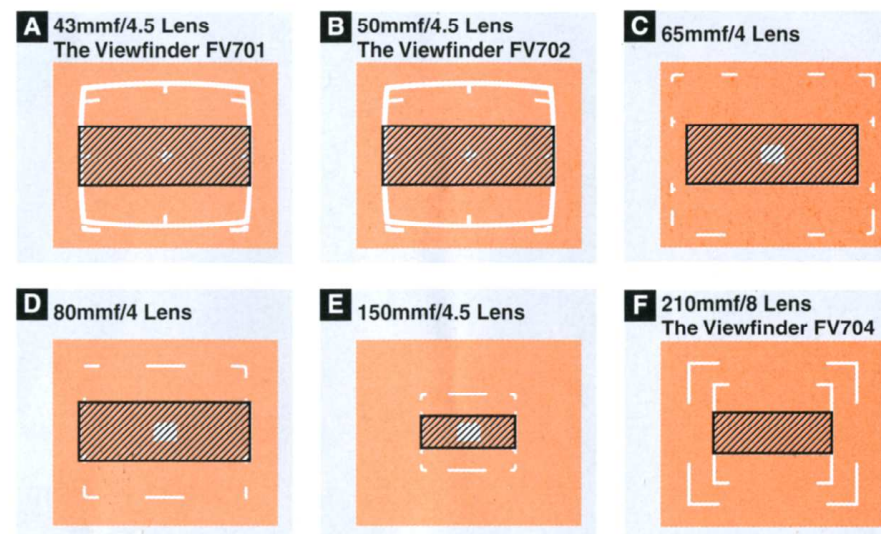 A 43mmf/4.5 Lens
The Viewfinder FV701
B 50mmf/4.5 Lens
The Viewfinder FV702
C 65mmf/4 Lens
D 80mmf/4 Lens
E 150mmf/4.5 Lens
F 210mmf/8 Lens
The Viewfinder FV704